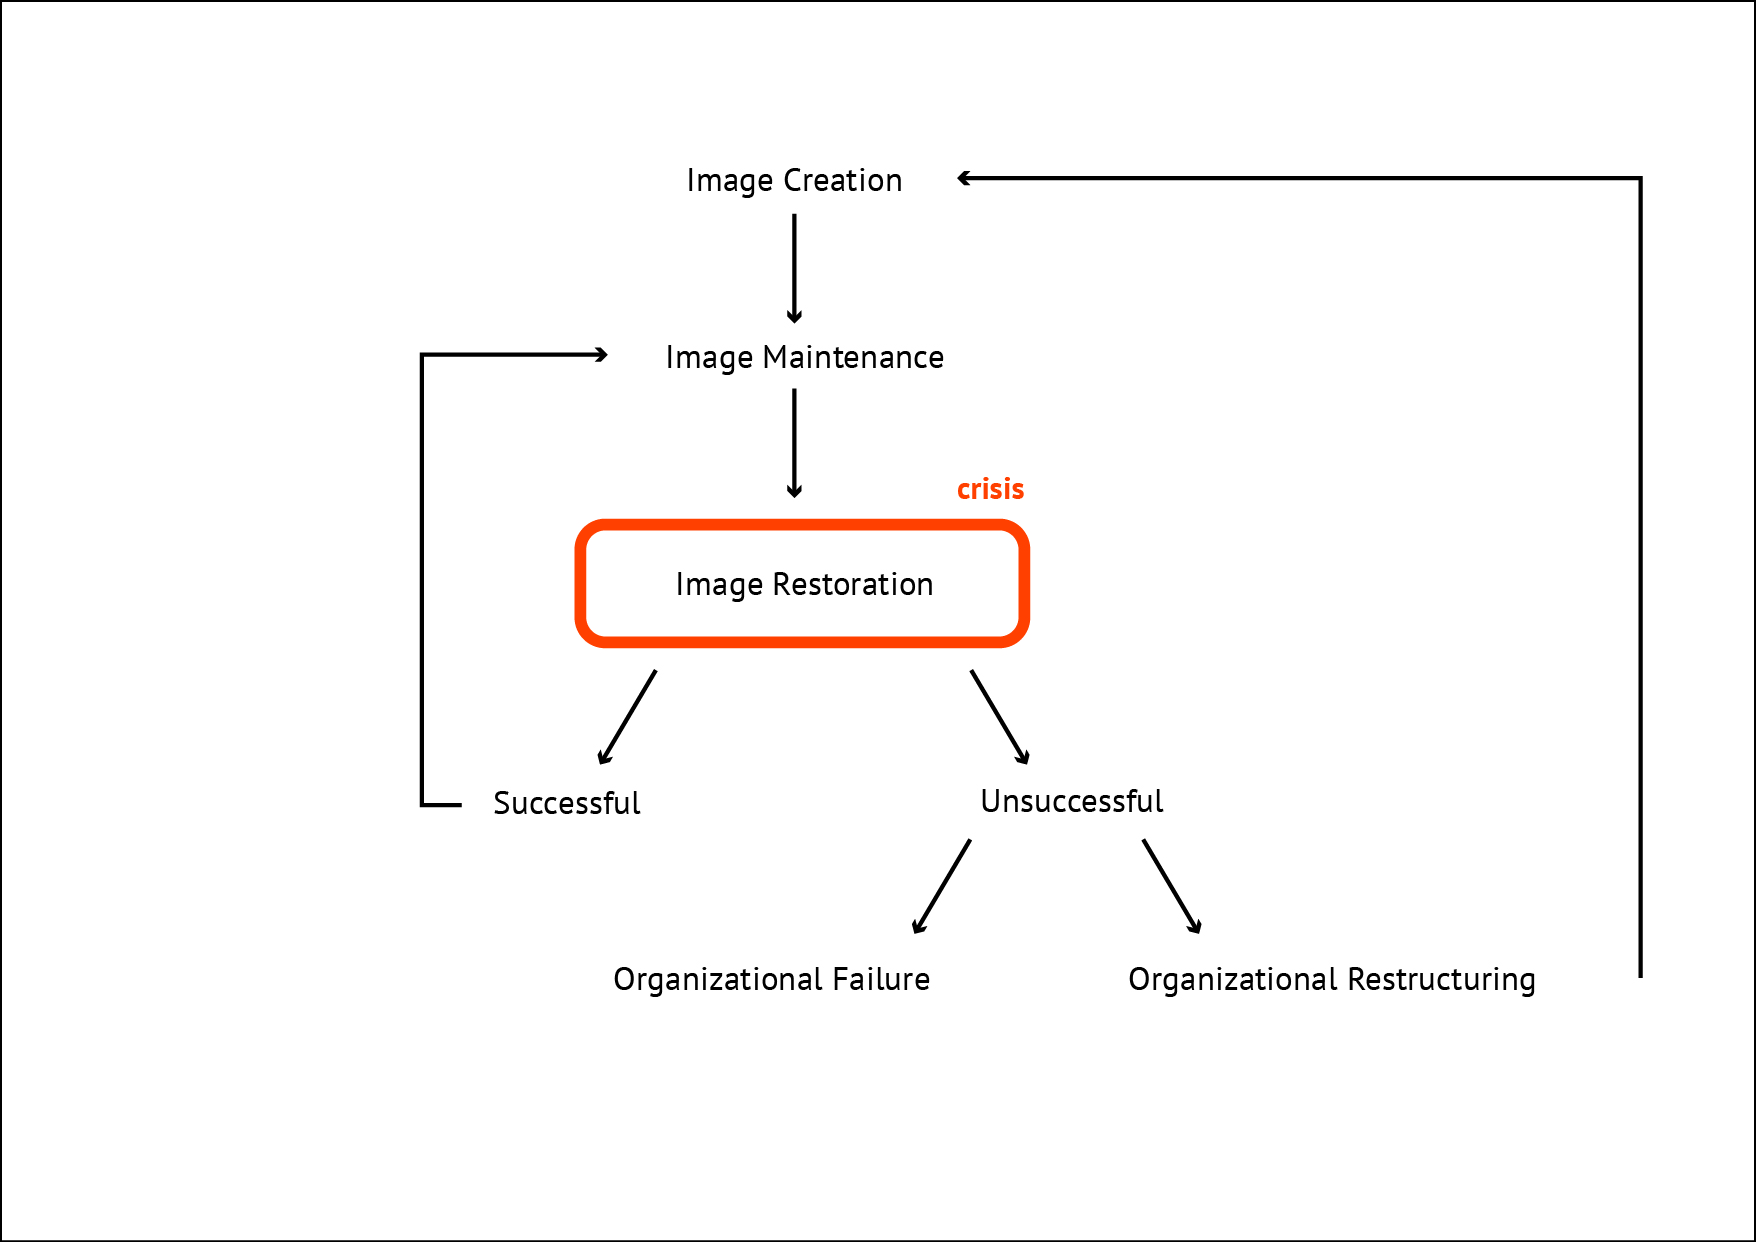 Image Creation
Image Maintenance
crisis
Image Restoration
Successful
Unsuccessful
Organizational Failure
Organizational Restructuring